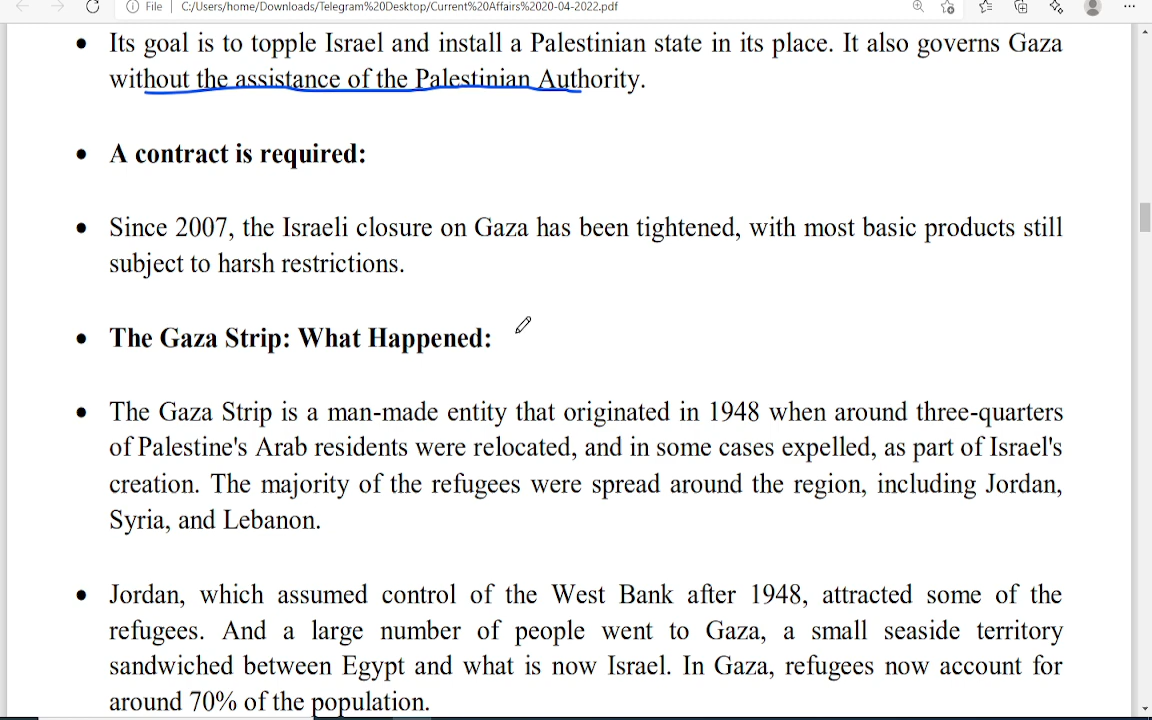 File | C:/Users/home/Downloads/Telegram%20Desktop/Current%20Affairs%2020-04-2022.pdf
• Its goal is to topple Israel and install a Palestinian state in its place. It also governs Gaza
without the assistance of the Palestinian Authority.
• A contract is required:
• Since 2007, the Israeli closure on Gaza has been tightened, with most basic products still
subject to harsh restrictions.
• The Gaza Strip: What Happened:
• The Gaza Strip is a man-made entity that originated in 1948 when around three-quarters
of Palestine's Arab residents were relocated, and in some cases expelled, as part of Israel's
creation. The majority of the refugees were spread around the region, including Jordan,
Syria, and Lebanon.
• Jordan, which assumed control of the West Bank after 1948, attracted some of the
refugees. And a large number of people went to Gaza, a small seaside territory
sandwiched between Egypt and what is now Israel. In Gaza, refugees now account for
around 70% of the population.